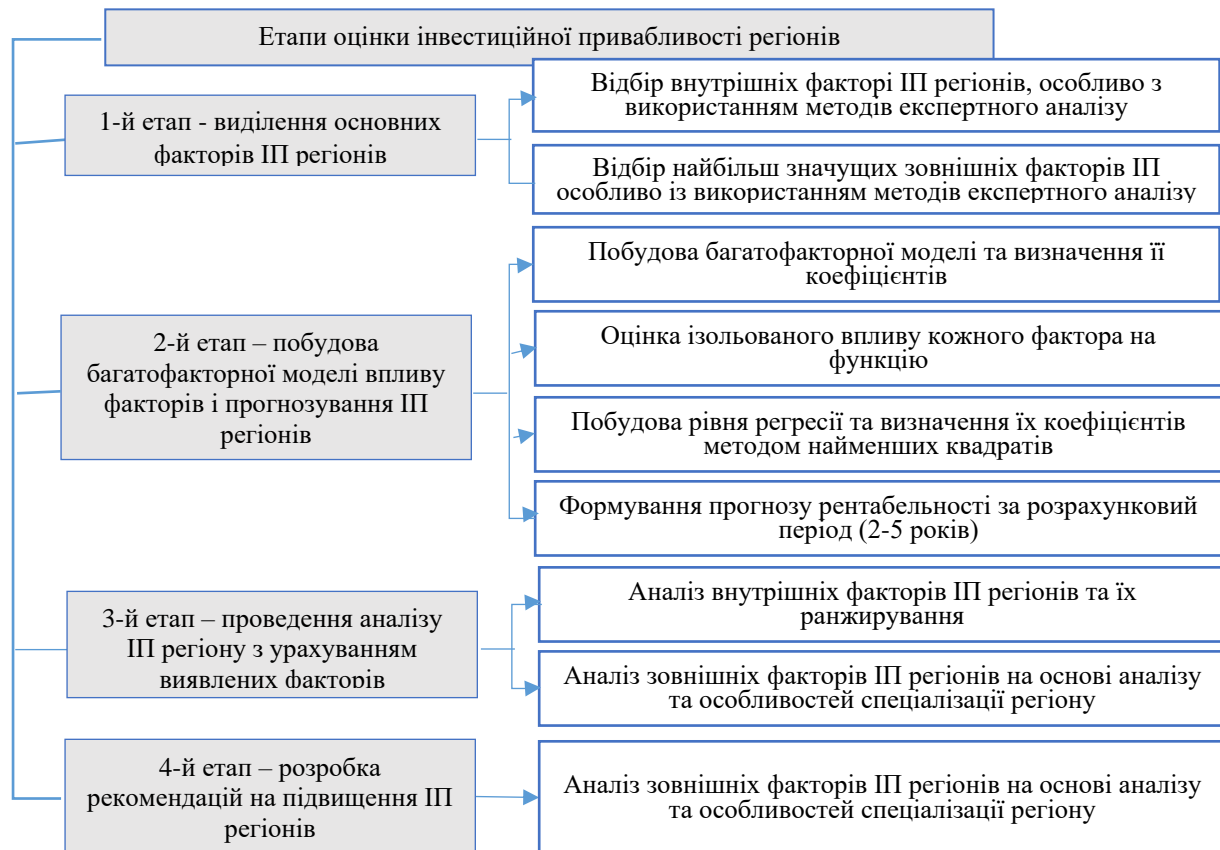 Етапи оцінки інвестиційної привабливості регіонів
1-й етап - виділення основних
факторів ІП регіонів
Відбір внутрішніх факторі ІП регіонів, особливо з
використанням методів експертного аналізу
Відбір найбільш значущих зовнішніх факторів ІП
особливо із використанням методів експертного аналізу
2-й етап – побудова
багатофакторної моделі впливу
факторів і прогнозування ІП
регіонів
Побудова багатофакторної моделі та визначення її
коефіцієнтів
Оцінка ізольованого впливу кожного фактора на
функцію
Побудова рівня регресії та визначення їх коефіцієнтів
методом найменших квадратів
Формування прогнозу рентабельності за розрахунковий
період (2-5 років)
3-й етап – проведення аналізу
ІП регіону з урахуванням
виявлених факторів
Аналіз внутрішніх факторів ІП регіонів та їх
ранжирування
Аналіз зовнішніх факторів ІП регіонів на основі аналізу
та особливостей спеціалізації регіону
4-й етап – розробка
рекомендацій на підвищення ІП
регіонів
Аналіз зовнішніх факторів ІП регіонів на основі аналізу
та особливостей спеціалізації регіону